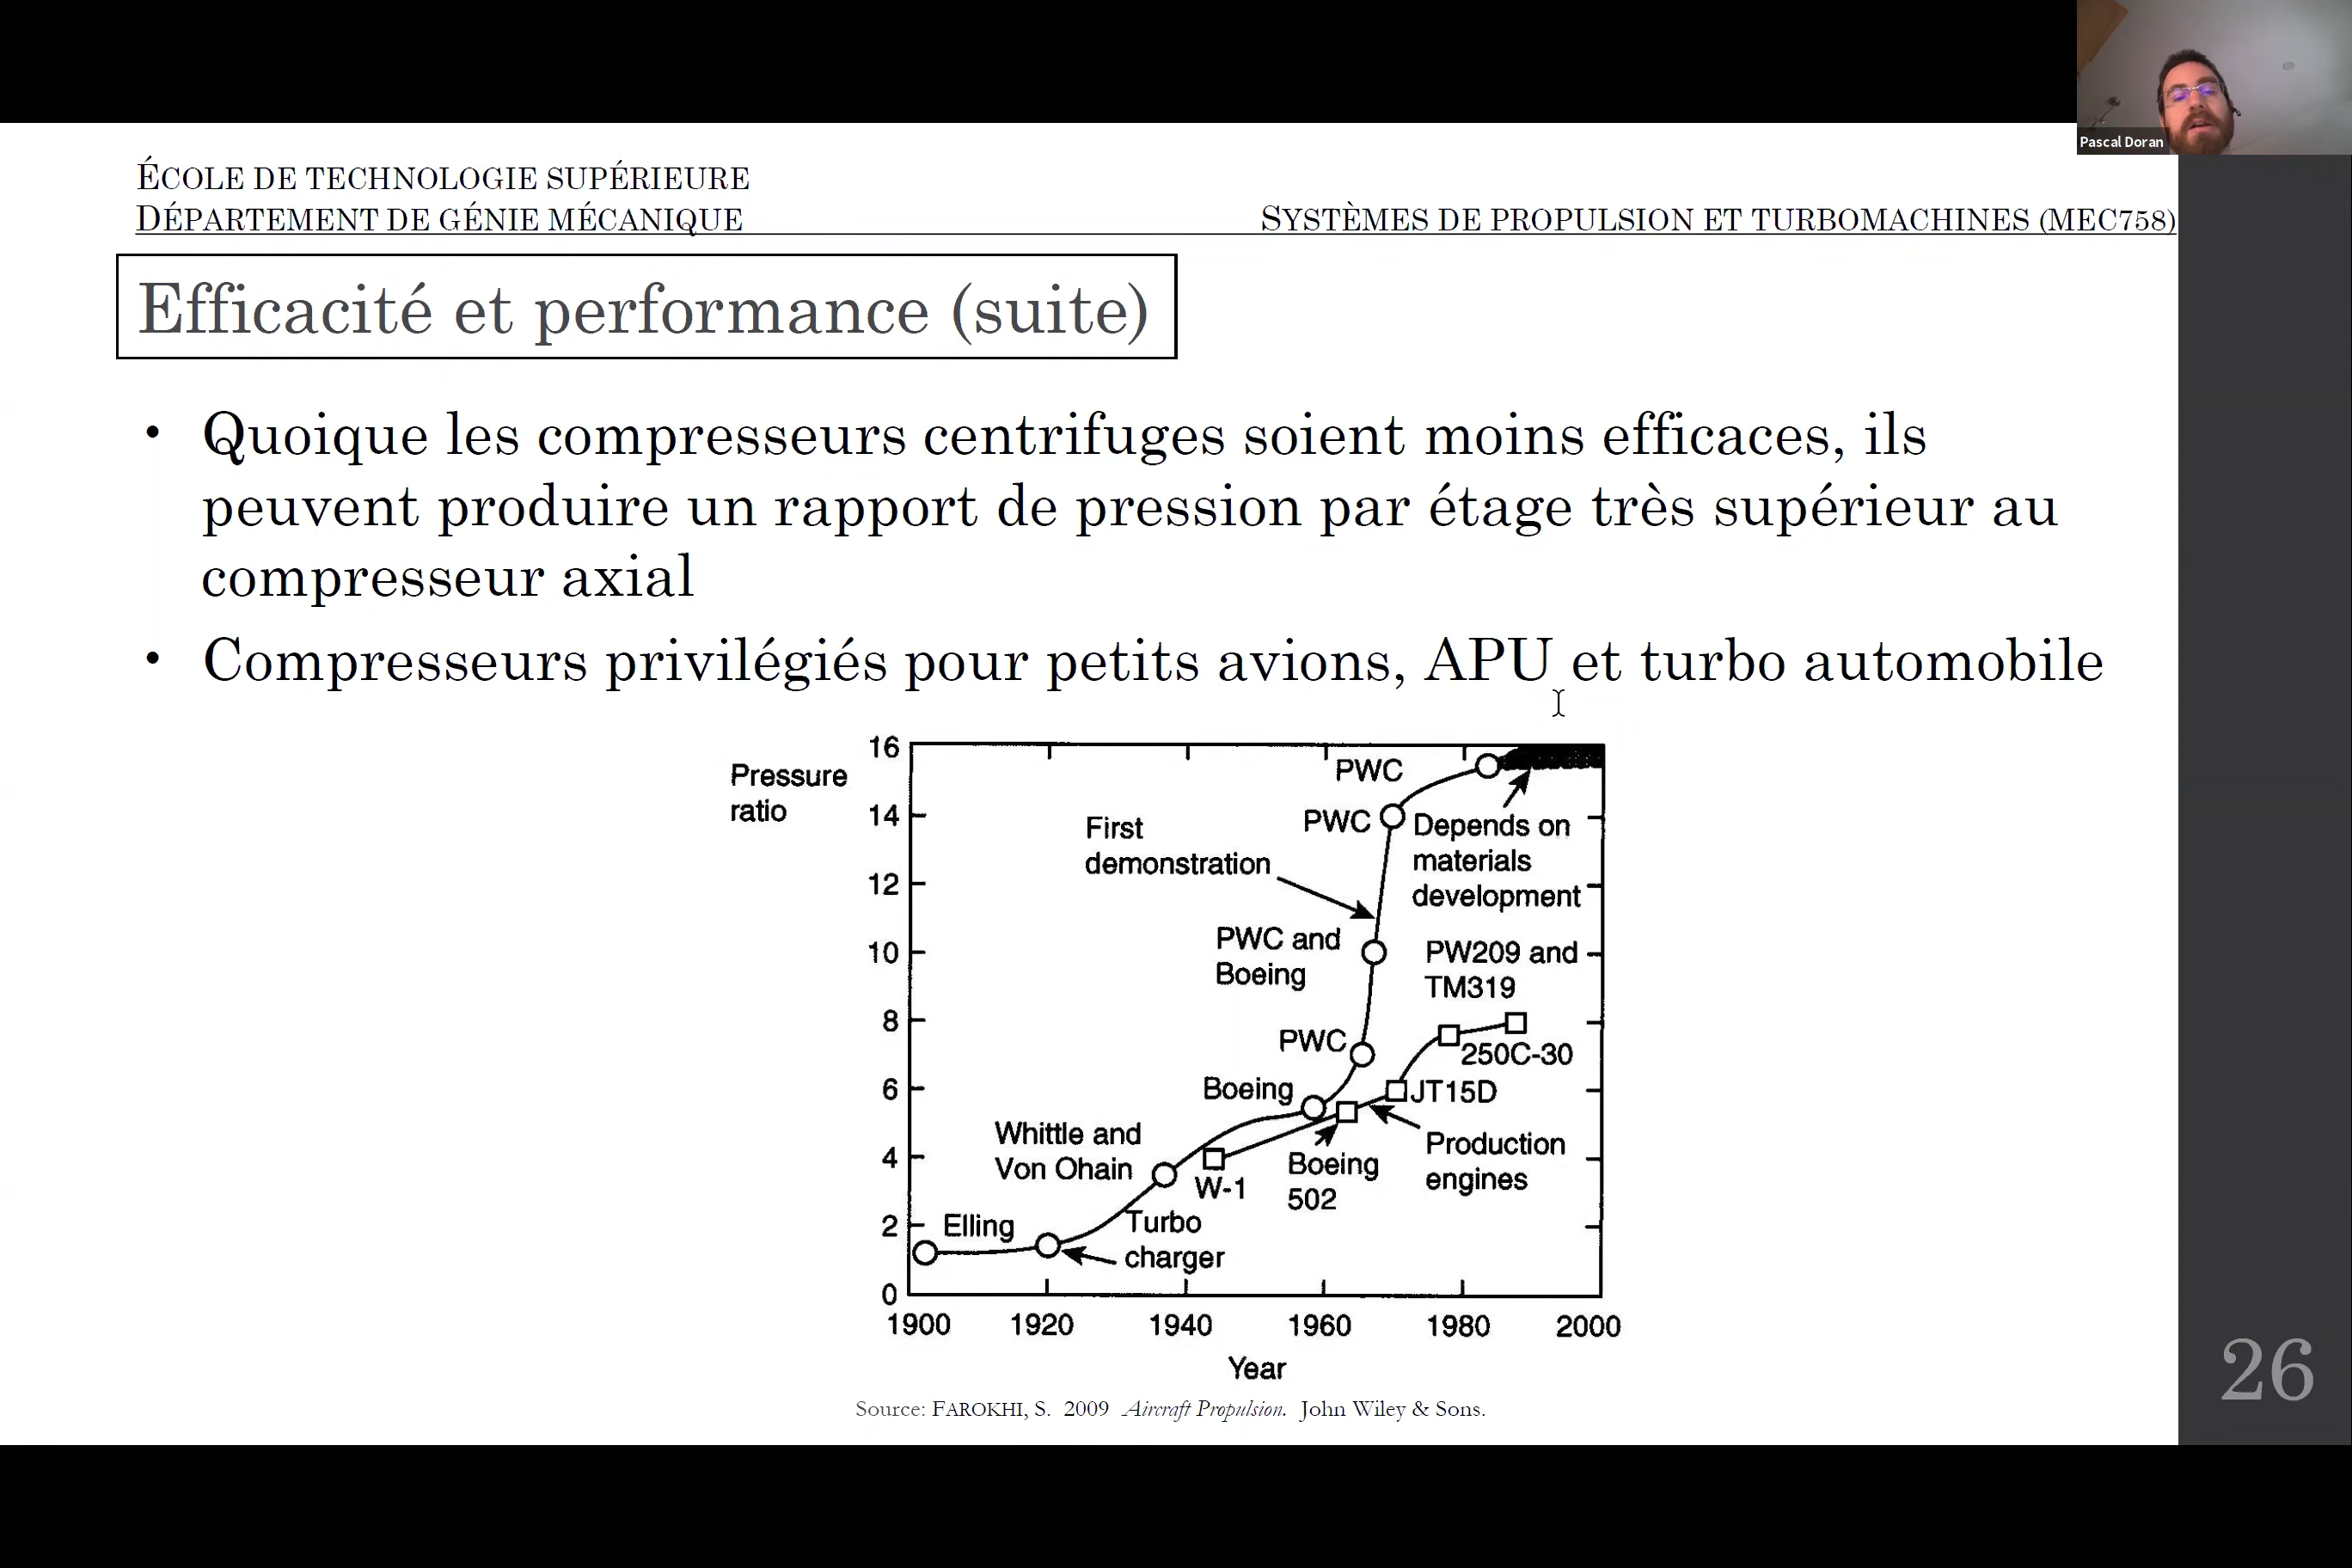 Pascal Doran
ÉCOLE DE TECHNOLOGIE SUPÉRIEURE
DÉPARTEMENT DE GÉNIE MÉCANIQUE
SYSTÈMES DE PROPULSION ET TURBOMACHINES (MEC758)
Efficacité et performance (suite)
• Quoique les compresseurs centrifuges soient moins efficaces, ils
peuvent produire un rapport de pression par étage très supérieur au
compresseur axial
• Compresseurs privilégiés pour petits avions, APU et turbo automobile
Pressure
ratio
16
14
12
10
8
6
4
2
0
PWC
PWC
First
demonstration
Depends on
materials
development
PWC and
Boeing
PW209 and
TM319
PWC
250C-30
Boeing
JT15D
Whittle and
Von Ohain
W-1
Boeing
502
Production
engines
Elling
Turbo
charger
1900 1920 1940 1960 1980 2000
Year
Source: FAROKHI, S. 2009 Aircraft Propulsion. John Wiley & Sons.
26